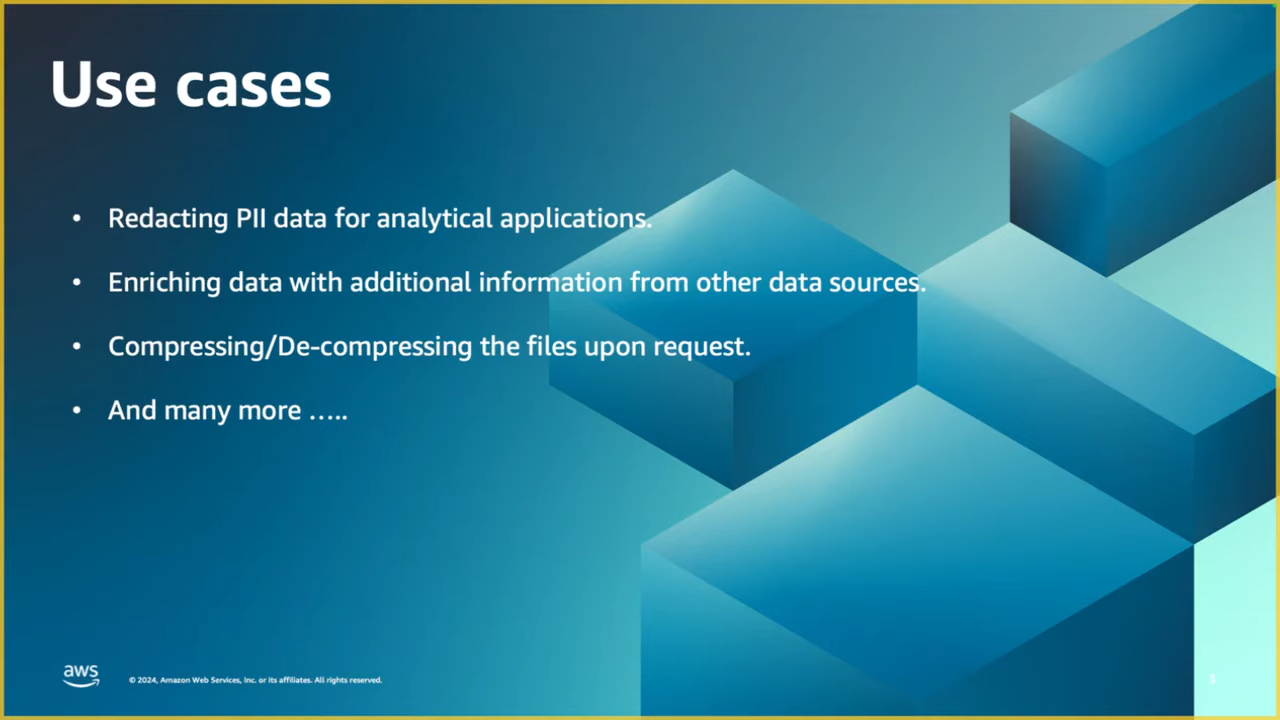 Use cases
• Redacting PII data for analytical applications.
• Enriching data with additional information from other data sources.
• Compressing/De-compressing the files upon request.
• And many more …..
aws
© 2024, Amazon Web Services, Inc. or its affiliates. All rights reserved.